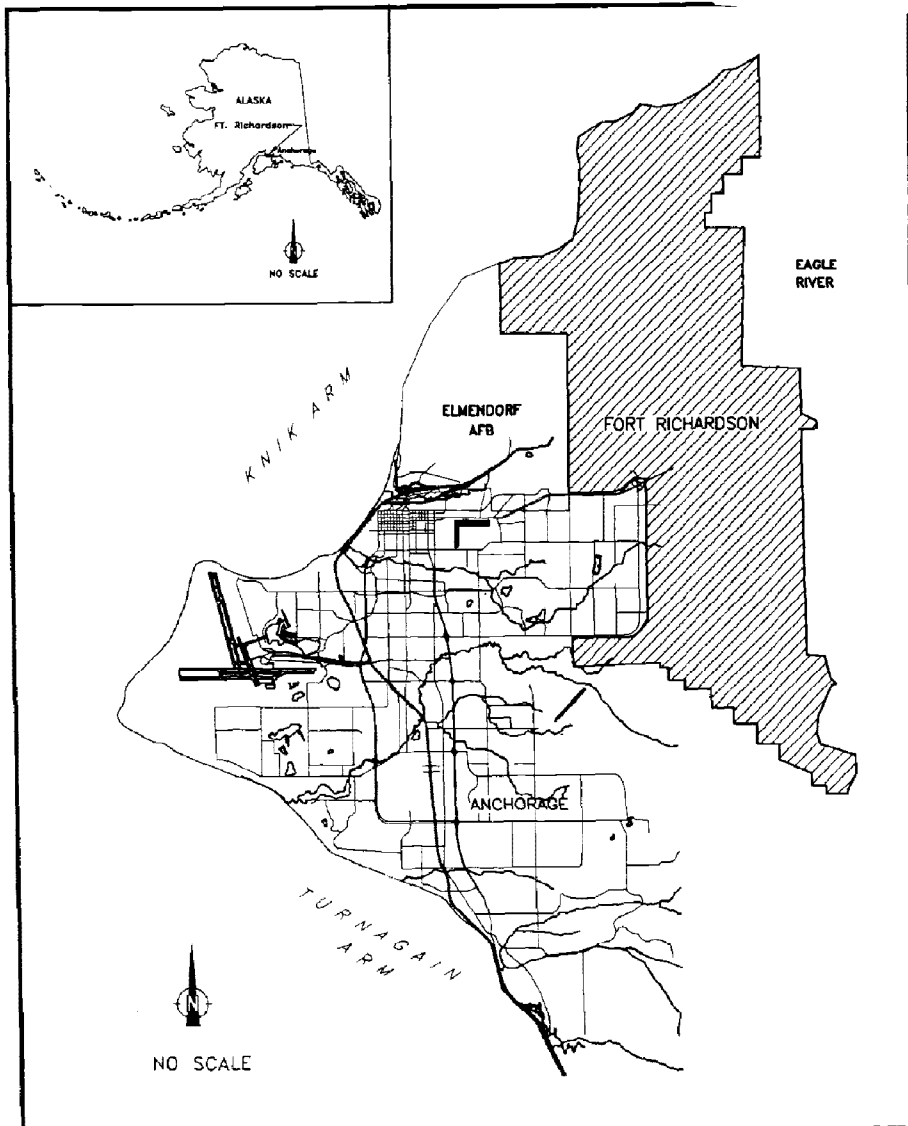 ALASKA
FT. Richardson
Anchorage
N
NO SCALE
EAGLE
RIVER
KNIK ARM
ELMENDORF
AFB
FORT RICHARDSON
ANCHORAGE
TURNAGAIN
ARM
N
NO SCALE